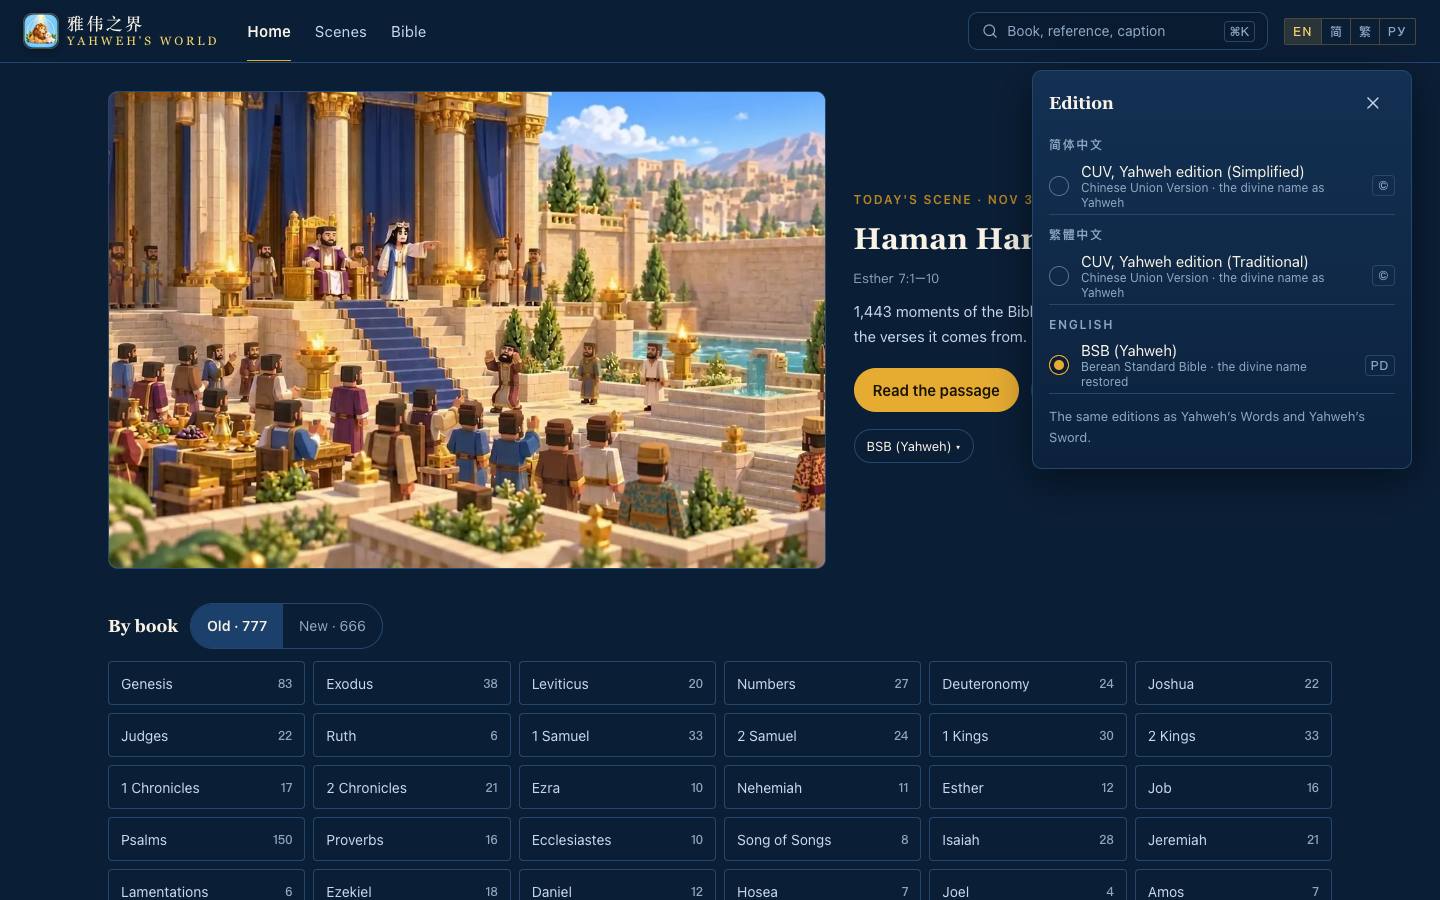 雅伟之界
YAHWEH'S WORLD
Home
Scenes
Bible
Book, reference, caption
⌘K
EN
简
繁
РУ
TODAY'S SCENE · NOV 3
Haman Har
Esther 7:1–10
1,443 moments of the Bibl
the verses it comes from.
Read the passage
BSB (Yahweh) ▾
Edition
简体中文
CUV, Yahweh edition (Simplified)
Chinese Union Version · the divine name as
Yahweh
©
繁體中文
CUV, Yahweh edition (Traditional)
Chinese Union Version · the divine name as
Yahweh
©
ENGLISH
BSB (Yahweh)
Berean Standard Bible · the divine name
restored
PD
The same editions as Yahweh's Words and Yahweh's
Sword.
By book
Old · 777
New · 666
Genesis 83
Exodus 38
Leviticus 20
Numbers 27
Deuteronomy 24
Joshua 22
Judges 22
Ruth 6
1 Samuel 33
2 Samuel 24
1 Kings 30
2 Kings 33
1 Chronicles 17
2 Chronicles 21
Ezra 10
Nehemiah 11
Esther 12
Job 16
Psalms 150
Proverbs 16
Ecclesiastes 10
Song of Songs 8
Isaiah 28
Jeremiah 21
Lamentations 6
Ezekiel 18
Daniel 12
Hosea 7
Joel 4
Amos 7